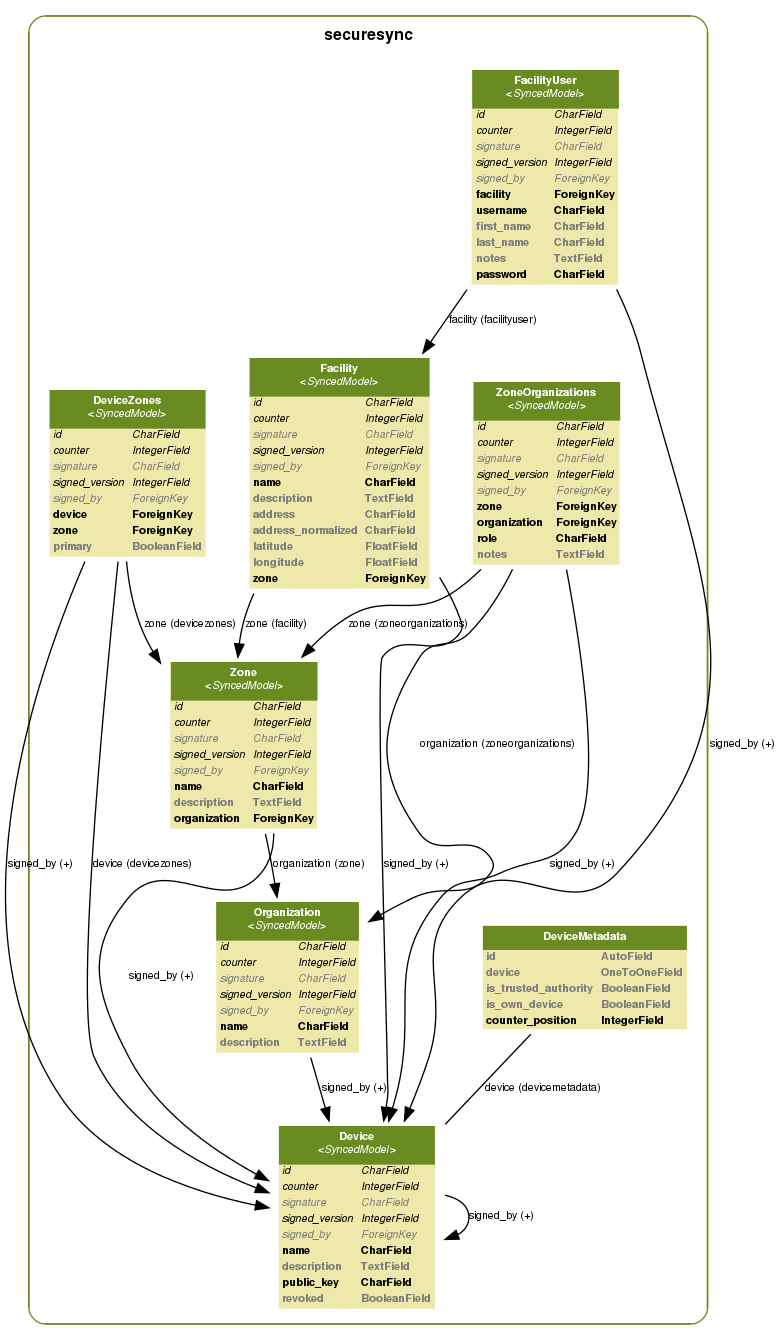 securesync
FacilityUser
<SyncedModel>
id CharField
counter IntegerField
signature CharField
signed_version IntegerField
signed_by ForeignKey
facility ForeignKey
username CharField
first_name CharField
last_name CharField
notes TextField
password CharField
facility (facilityuser)
DeviceZones
<SyncedModel>
id CharField
counter IntegerField
signature CharField
signed_version IntegerField
signed_by ForeignKey
device ForeignKey
zone ForeignKey
primary BooleanField
Facility
<SyncedModel>
id CharField
counter IntegerField
signature CharField
signed_version IntegerField
signed_by ForeignKey
name CharField
description TextField
address CharField
address_normalized CharField
latitude FloatField
longitude FloatField
zone ForeignKey
ZoneOrganizations
<SyncedModel>
id CharField
counter IntegerField
signature CharField
signed_version IntegerField
signed_by ForeignKey
zone ForeignKey
organization ForeignKey
role CharField
notes TextField
zone (devicezones)
zone (facility)
zone (zoneorganizations)
Zone
<SyncedModel>
id CharField
counter IntegerField
signature CharField
signed_version IntegerField
signed_by ForeignKey
name CharField
description TextField
organization ForeignKey
organization (zoneorganizations)
signed_by (+)
signed_by (+)
device (devicezones)
organization (zone)
signed_by (+)
signed_by (+)
Organization
<SyncedModel>
id CharField
counter IntegerField
signature CharField
signed_version IntegerField
signed_by ForeignKey
name CharField
description TextField
signed_by (+)
DeviceMetadata
id AutoField
device OneToOneField
is_trusted_authority BooleanField
is_own_device BooleanField
counter_position IntegerField
signed_by (+)
device (devicemetadata)
Device
<SyncedModel>
id CharField
counter IntegerField
signature CharField
signed_version IntegerField
signed_by ForeignKey
name CharField
description TextField
public_key CharField
revoked BooleanField
signed_by (+)